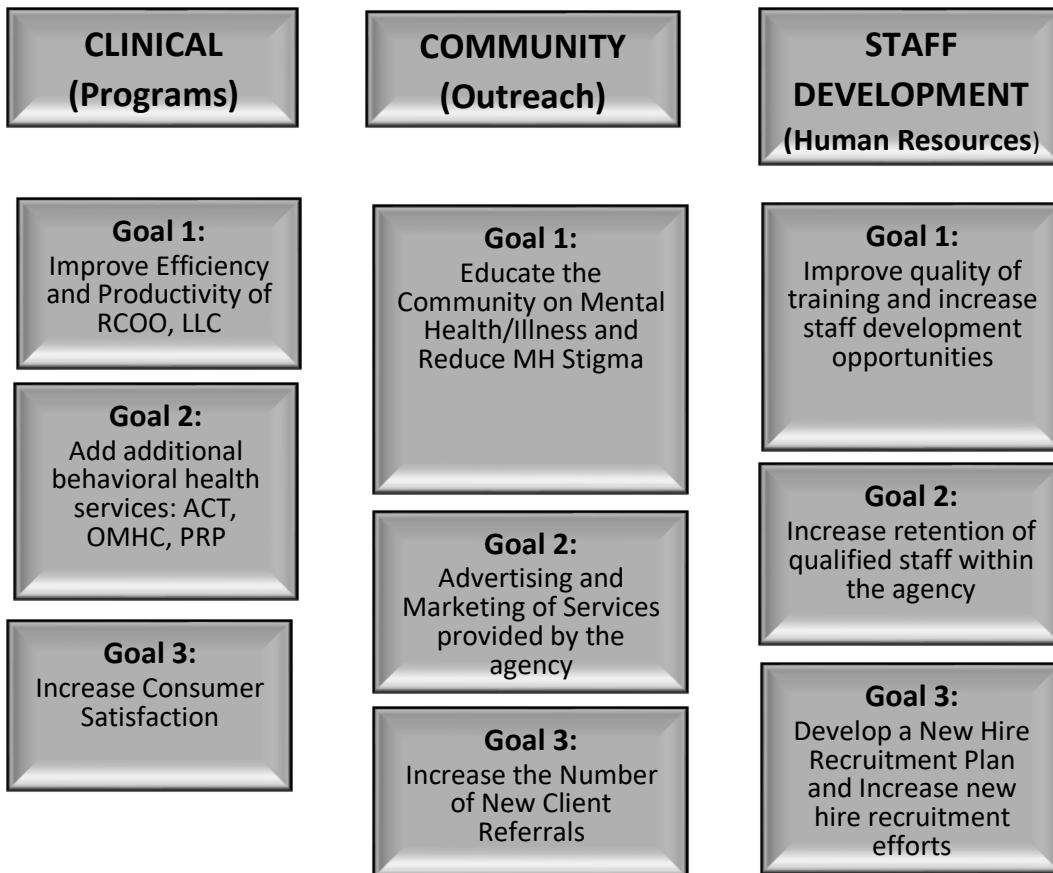 CLINICAL
(Programs)
Goal 1:
Improve Efficiency
and Productivity of
RCOO, LLC
Goal 2:
Add additional
behavioral health
services: ACT,
OMHC, PRP
Goal 3:
Increase Consumer
Satisfaction
COMMUNITY
(Outreach)
Goal 1:
Educate the
Community on Mental
Health/Illness and
Reduce MH Stigma
Goal 2:
Advertising and
Marketing of Services
provided by the
agency
Goal 3:
Increase the Number
of New Client
Referrals
STAFF
DEVELOPMENT
(Human Resources)
Goal 1:
Improve quality of
training and increase
staff development
opportunities
Goal 2:
Increase retention of
qualified staff within
the agency
Goal 3:
Develop a New Hire
Recruitment Plan
and Increase new
hire recruitment
efforts